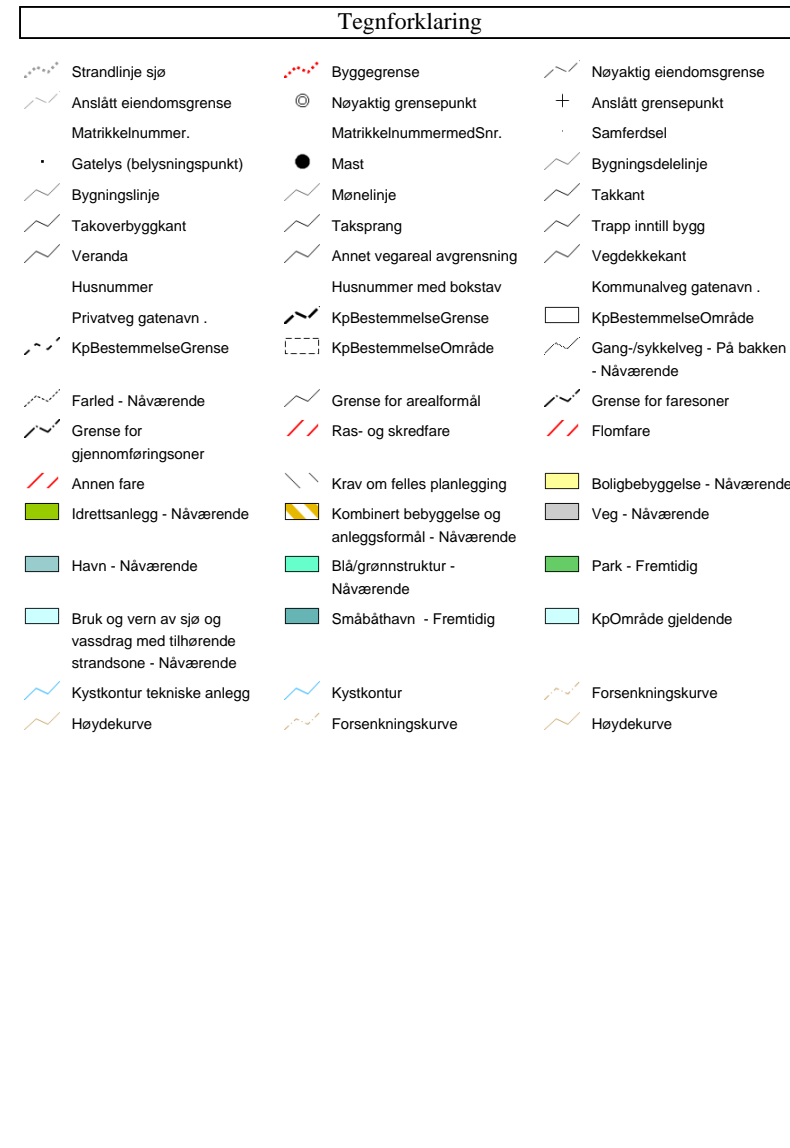 Tegnforklaring
Strandlinje sjø
Byggegrense
Nøyaktig eiendomsgrense
Anslått eiendomsgrense
Nøyaktig grensepunkt
Anslått grensepunkt
Matrikkelnummer.
MatrikkelnummermedSnr.
Samferdsel
Gatelys (belysningspunkt)
Mast
Bygningsdelelinje
Bygningslinje
Mønelinje
Takkant
Takoverbyggkant
Taksprang
Trapp inntill bygg
Veranda
Annet vegareal avgrensning
Vegdekkekant
Husnummer
Husnummer med bokstav
Kommunalveg gatenavn .
Privatveg gatenavn .
KpBestemmelseGrense
KpBestemmelseOmråde
KpBestemmelseGrense
KpBestemmelseOmråde
Gang-/sykkelveg - På bakken
- Nåværende
Farled - Nåværende
Grense for arealformål
Grense for faresoner
Grense for
gjennomføringsoner
Ras- og skredfare
Flomfare
Annen fare
Krav om felles planlegging
Boligbebyggelse - Nåværende
Idrettsanlegg - Nåværende
Kombinert bebyggelse og
anleggsformål - Nåværende
Veg - Nåværende
Havn - Nåværende
Blå/grønnstruktur -
Nåværende
Park - Fremtidig
Bruk og vern av sjø og
vassdrag med tilhørende
strandsone - Nåværende
Småbåthavn - Fremtidig
KpOmråde gjeldende
Kystkontur tekniske anlegg
Kystkontur
Forsenkningskurve
Høydekurve
Forsenkningskurve
Høydekurve